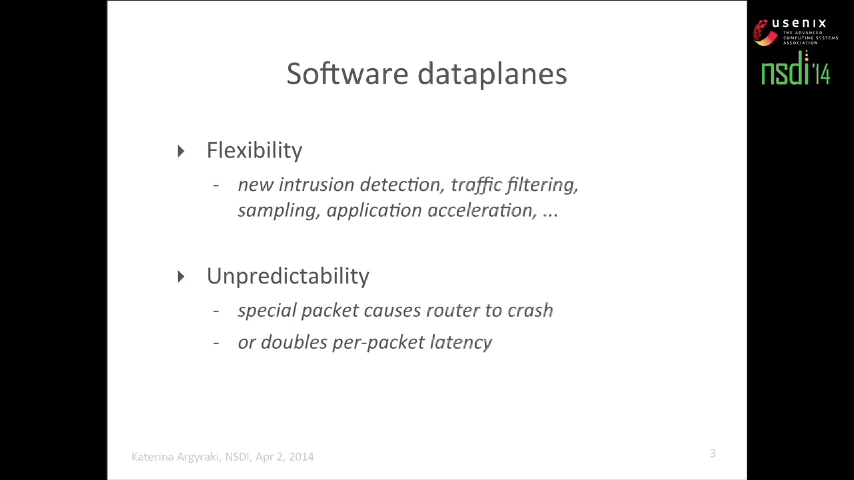 Software dataplanes
Flexibility
- new intrusion detection, traffic filtering,
sampling, application acceleration, ...
Unpredictability
- special packet causes router to crash
- or doubles per-packet latency
Katerina Argyraki, NSDI, Apr 2, 2014
3
usenix
THE ADVANCED
COMPUTING SYSTEMS
ASSOCIATION
nsdi '14